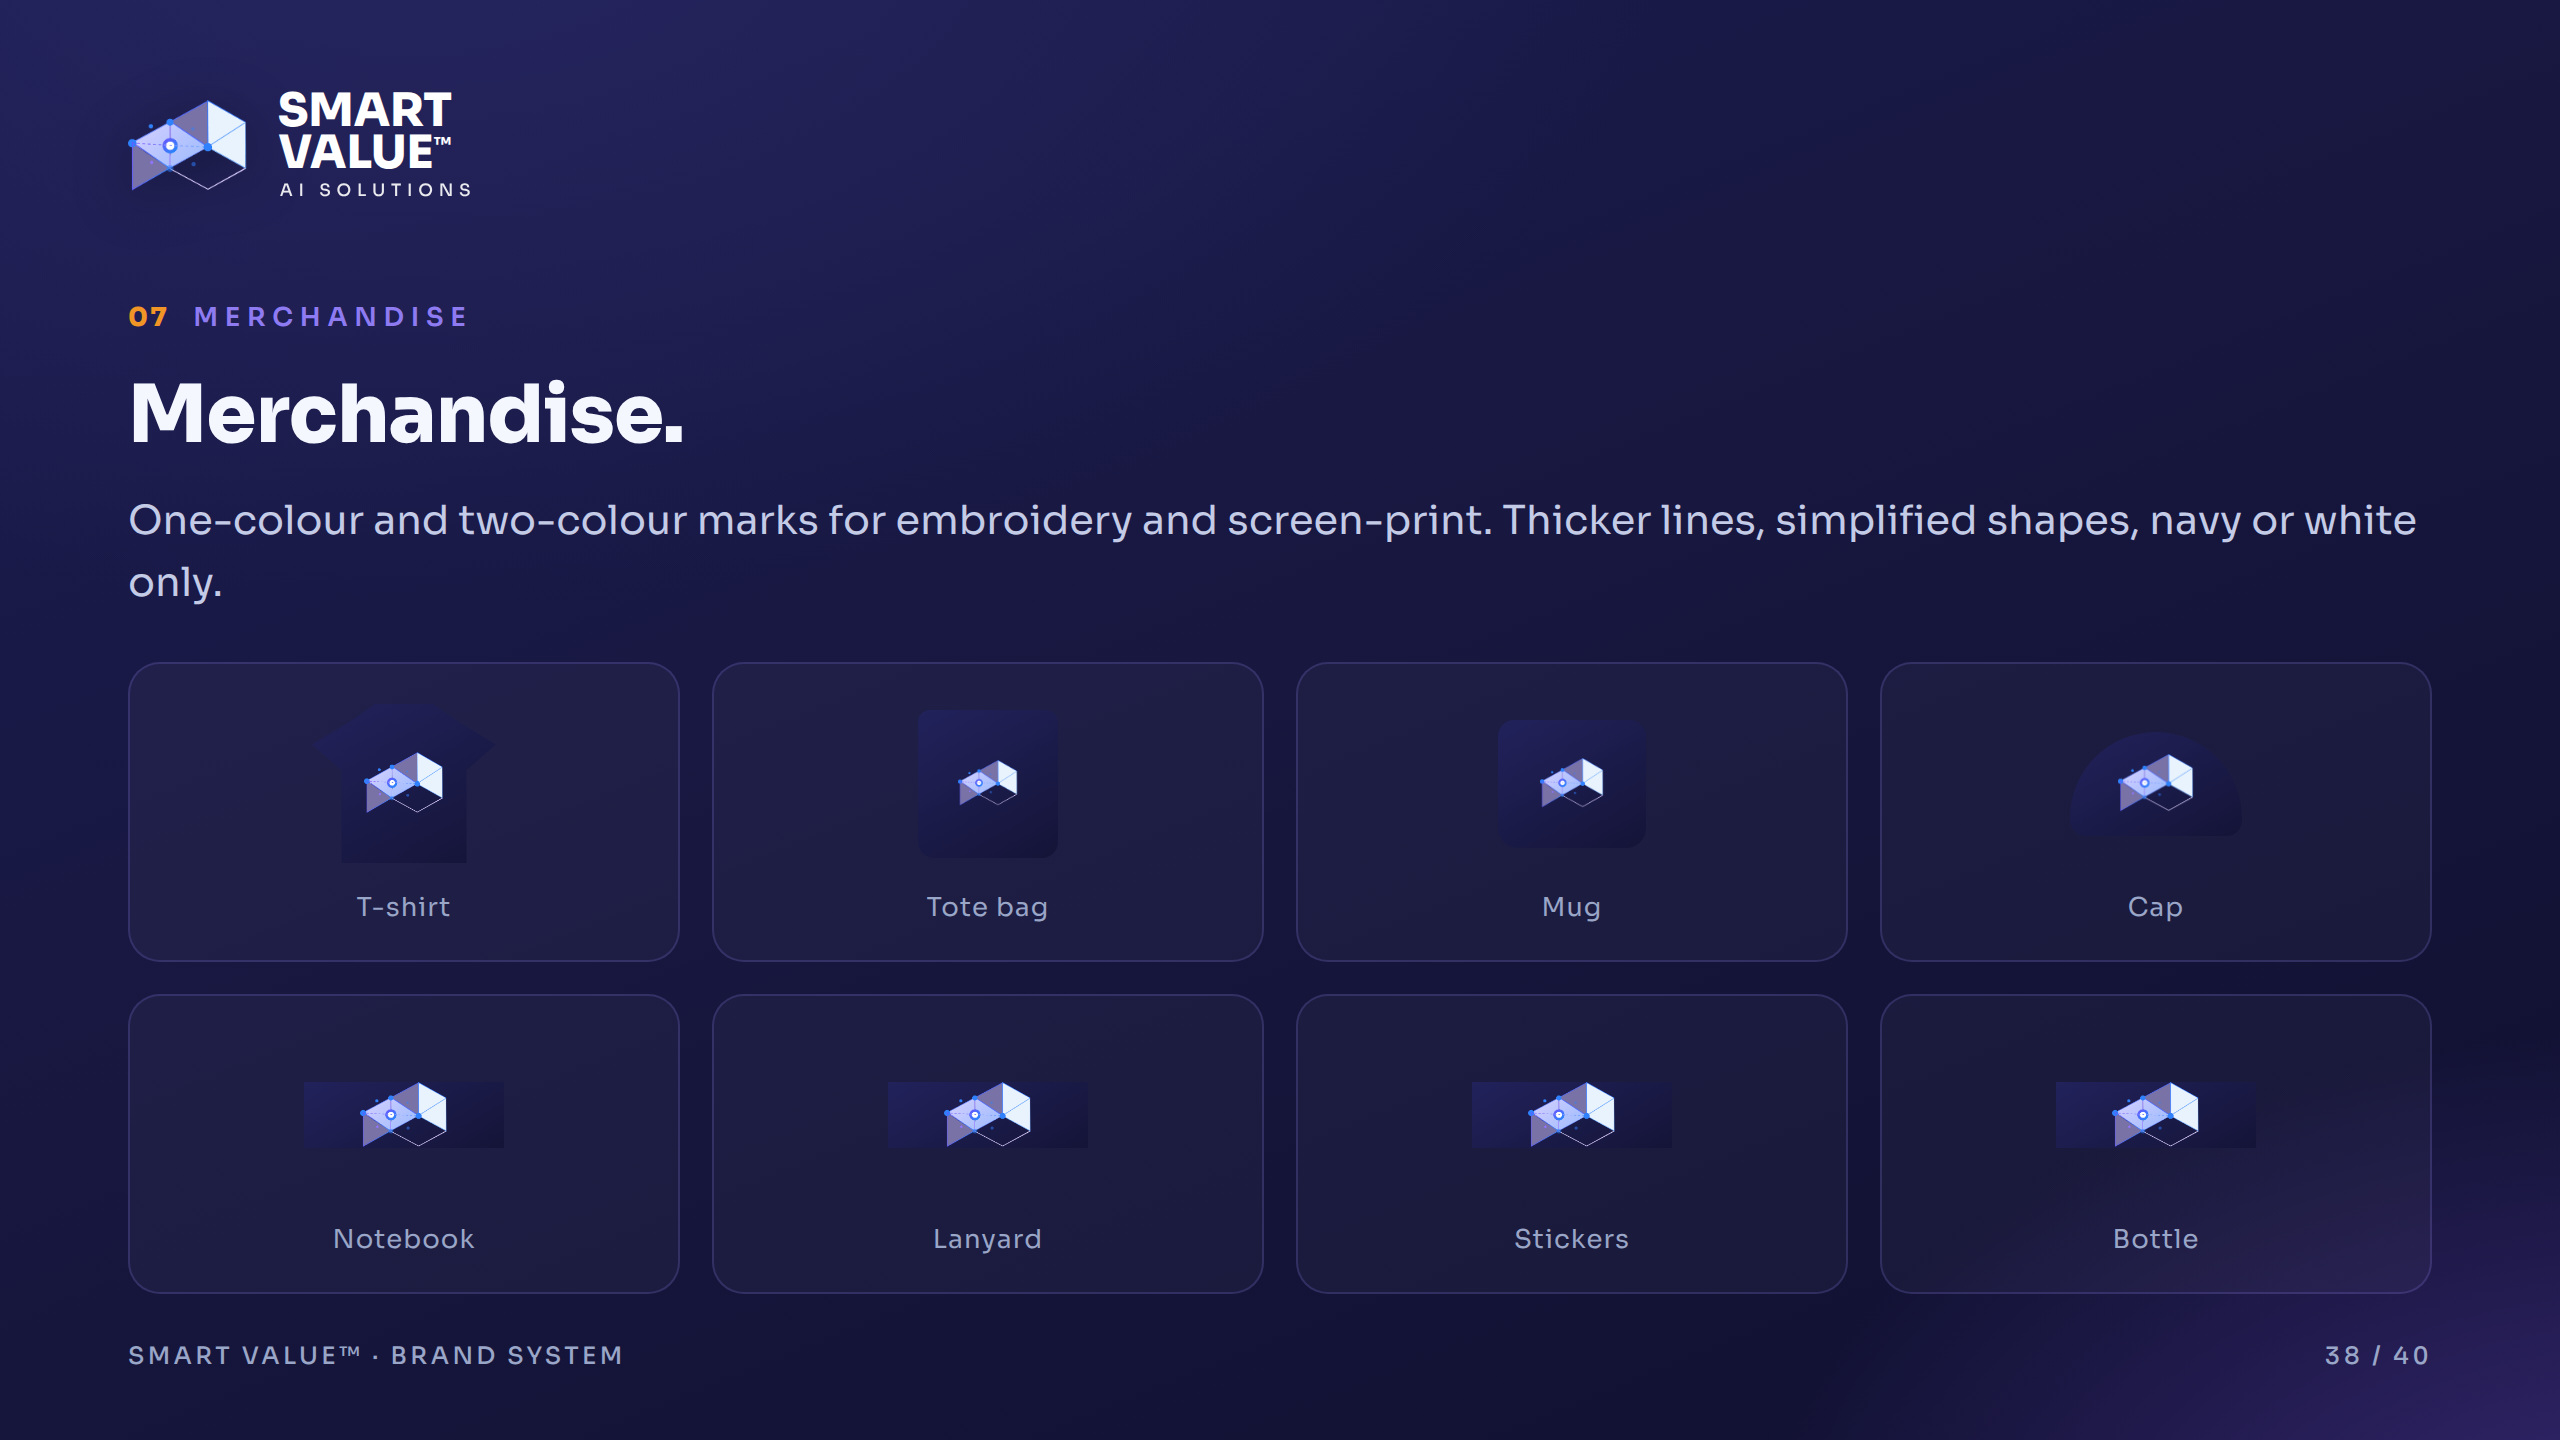 SMART
VALUE™
AI SOLUTIONS
07 MERCHANDISE
Merchandise.
One-colour and two-colour marks for embroidery and screen-print. Thicker lines, simplified shapes, navy or white
only.
T-shirt
Tote bag
Mug
Cap
Notebook
Lanyard
Stickers
Bottle
SMART VALUE™ · BRAND SYSTEM
38 / 40